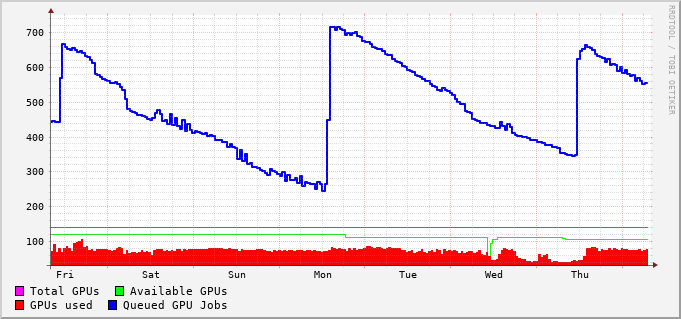 RRDTOOL / TOBI OETIKER
700
600
500
400
300
200
100
Fri Sat Sun Mon Tue Wed Thu
Total GPUs Available GPUs
GPUs used Queued GPU Jobs